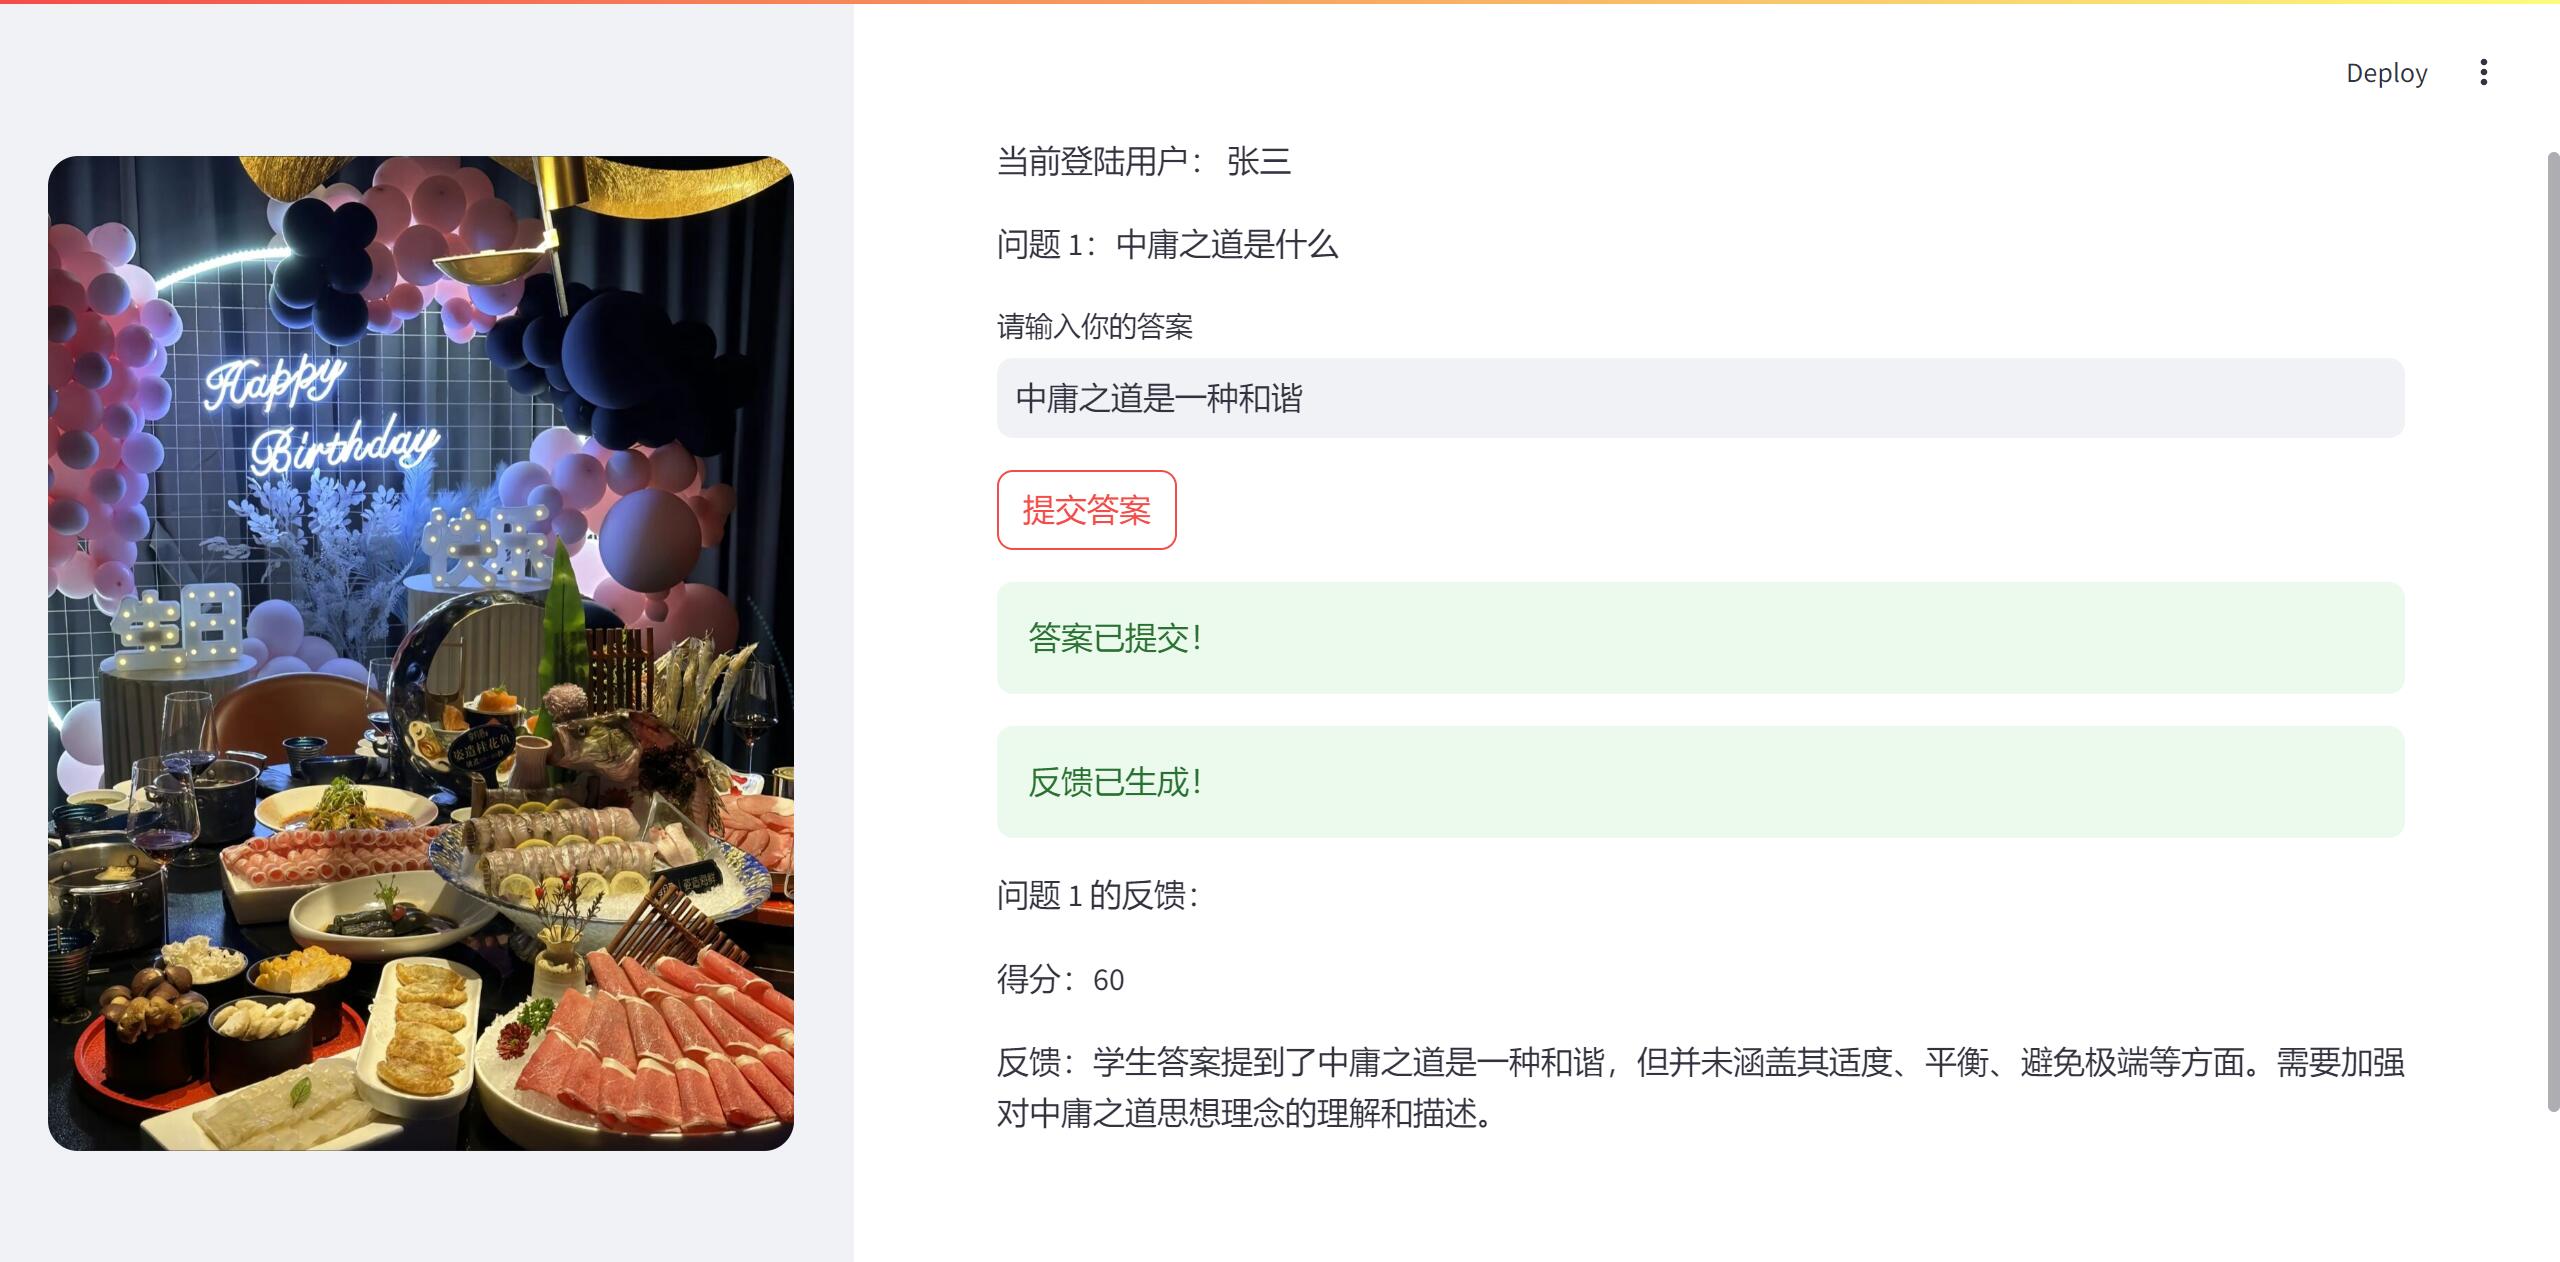 Deploy
Happy
Birthday
快乐
生日
当前登陆用户： 张三
问题 1：中庸之道是什么
请输入你的答案
中庸之道是一种和谐
提交答案
答案已提交！
反馈已生成！
问题 1 的反馈：
得分：60
反馈：学生答案提到了中庸之道是一种和谐，但并未涵盖其适度、平衡、避免极端等方面。需要加强
对中庸之道思想理念的理解和描述。